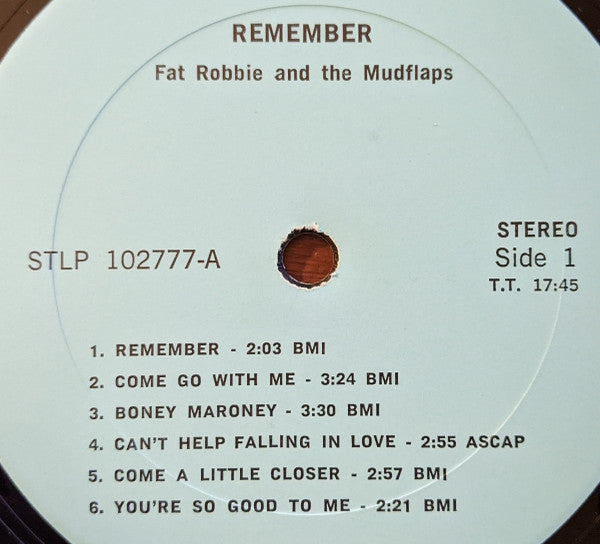 REMEMBER
Fat Robbie and the Mudflaps
STEREO
STLP 102777-A
Side 1
T.T. 17:45
1. REMEMBER - 2:03 BMI
2. COME GO WITH ME - 3:24 BMI
3. BONEY MARONEY - 3:30 BMI
4. CAN'T HELP FALLING IN LOVE - 2:55 ASCAP
5. COME A LITTLE CLOSER - 2:57 BMI
6. YOU'RE SO GOOD TO ME - 2:21 BMI